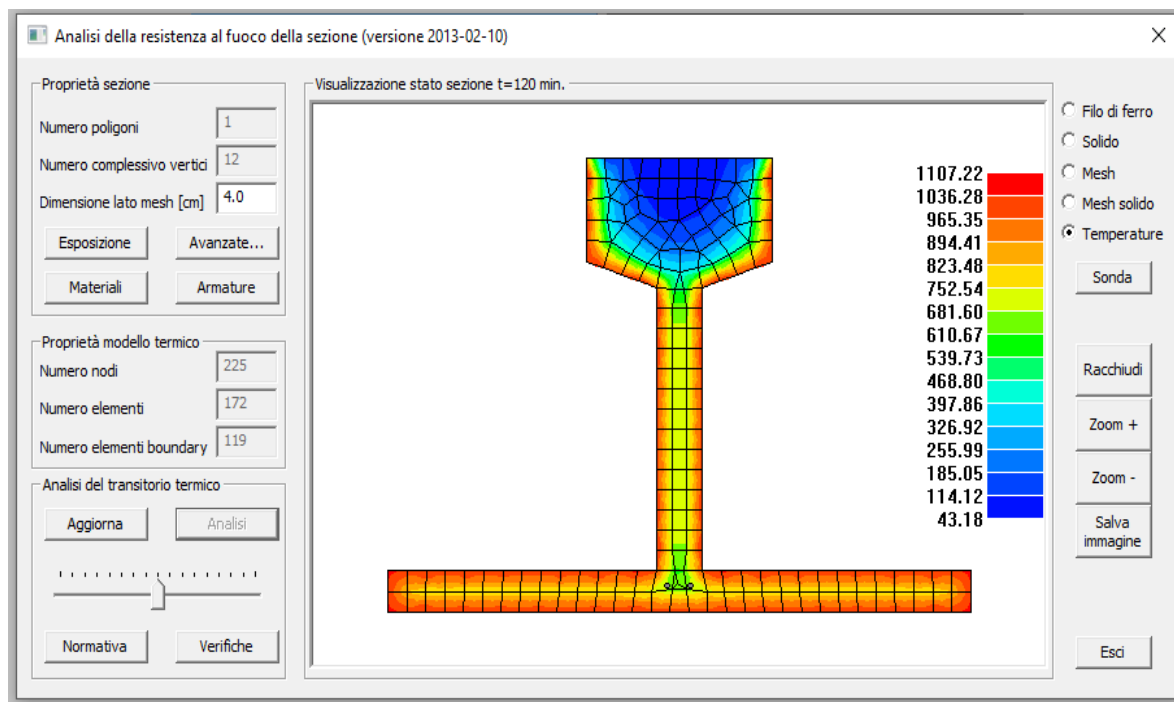 Analisi della resistenza al fuoco della sezione (versione 2013-02-10)
Proprietà sezione
Numero poligoni 1
Numero complessivo vertici 12
Dimensione lato mesh [cm] 4.0
Esposizione Avanzate...
Materiali Armature
Proprietà modello termico
Numero nodi 225
Numero elementi 172
Numero elementi boundary 119
Analisi del transitorio termico
Aggiorna Analisi
Normativa Verifiche
Visualizzazione stato sezione t=120 min.
1107.22
1036.28
965.35
894.41
823.48
752.54
681.60
610.67
539.73
468.80
397.86
326.92
255.99
185.05
114.12
43.18
Filo di ferro
Solido
Mesh
Mesh solido
Temperature
Sonda
Racchiudi
Zoom +
Zoom -
Salva
immagine
Esci